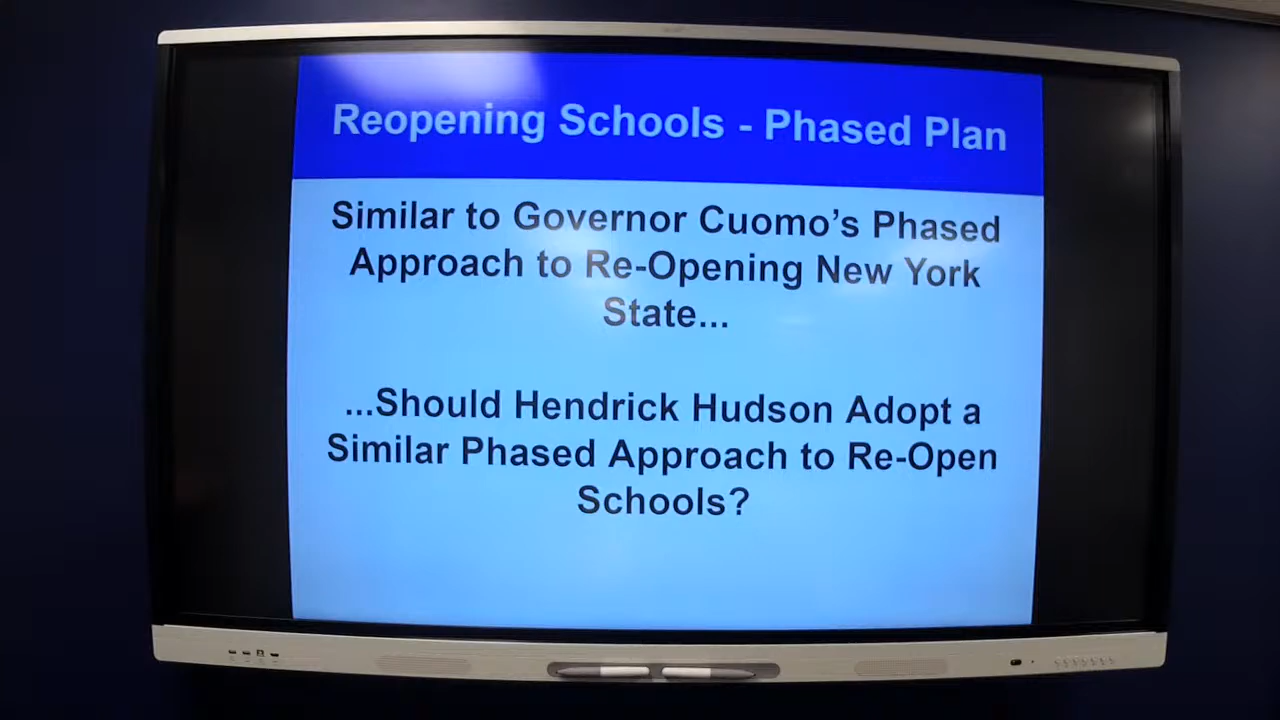 Reopening Schools - Phased Plan
Similar to Governor Cuomo’s Phased
Approach to Re-Opening New York
State...
...Should Hendrick Hudson Adopt a
Similar Phased Approach to Re-Open
Schools?